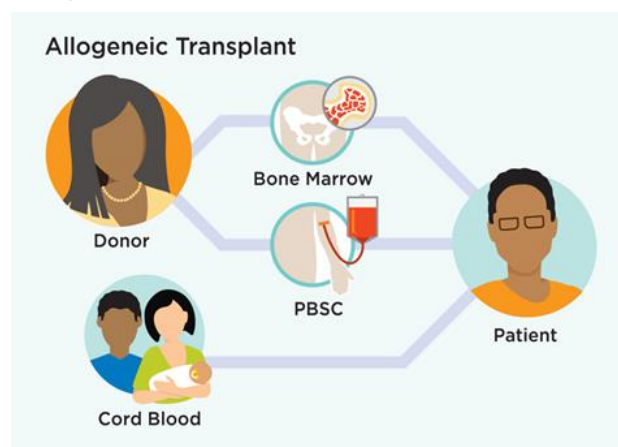 Allogeneic Transplant
Bone Marrow
Donor
PBSC
Patient
Cord Blood